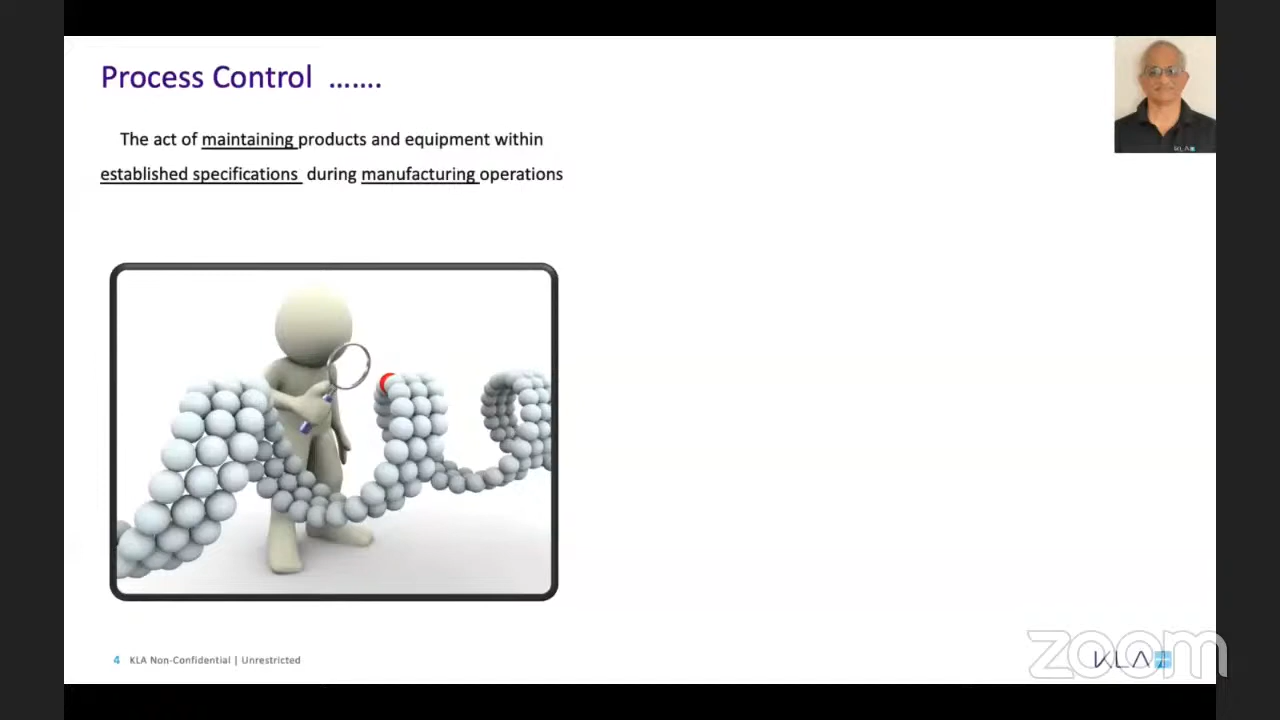 Process Control .......
The act of maintaining products and equipment within
established specifications during manufacturing operations
KLA
4 KLA Non-Confidential | Unrestricted
zoom
KLA